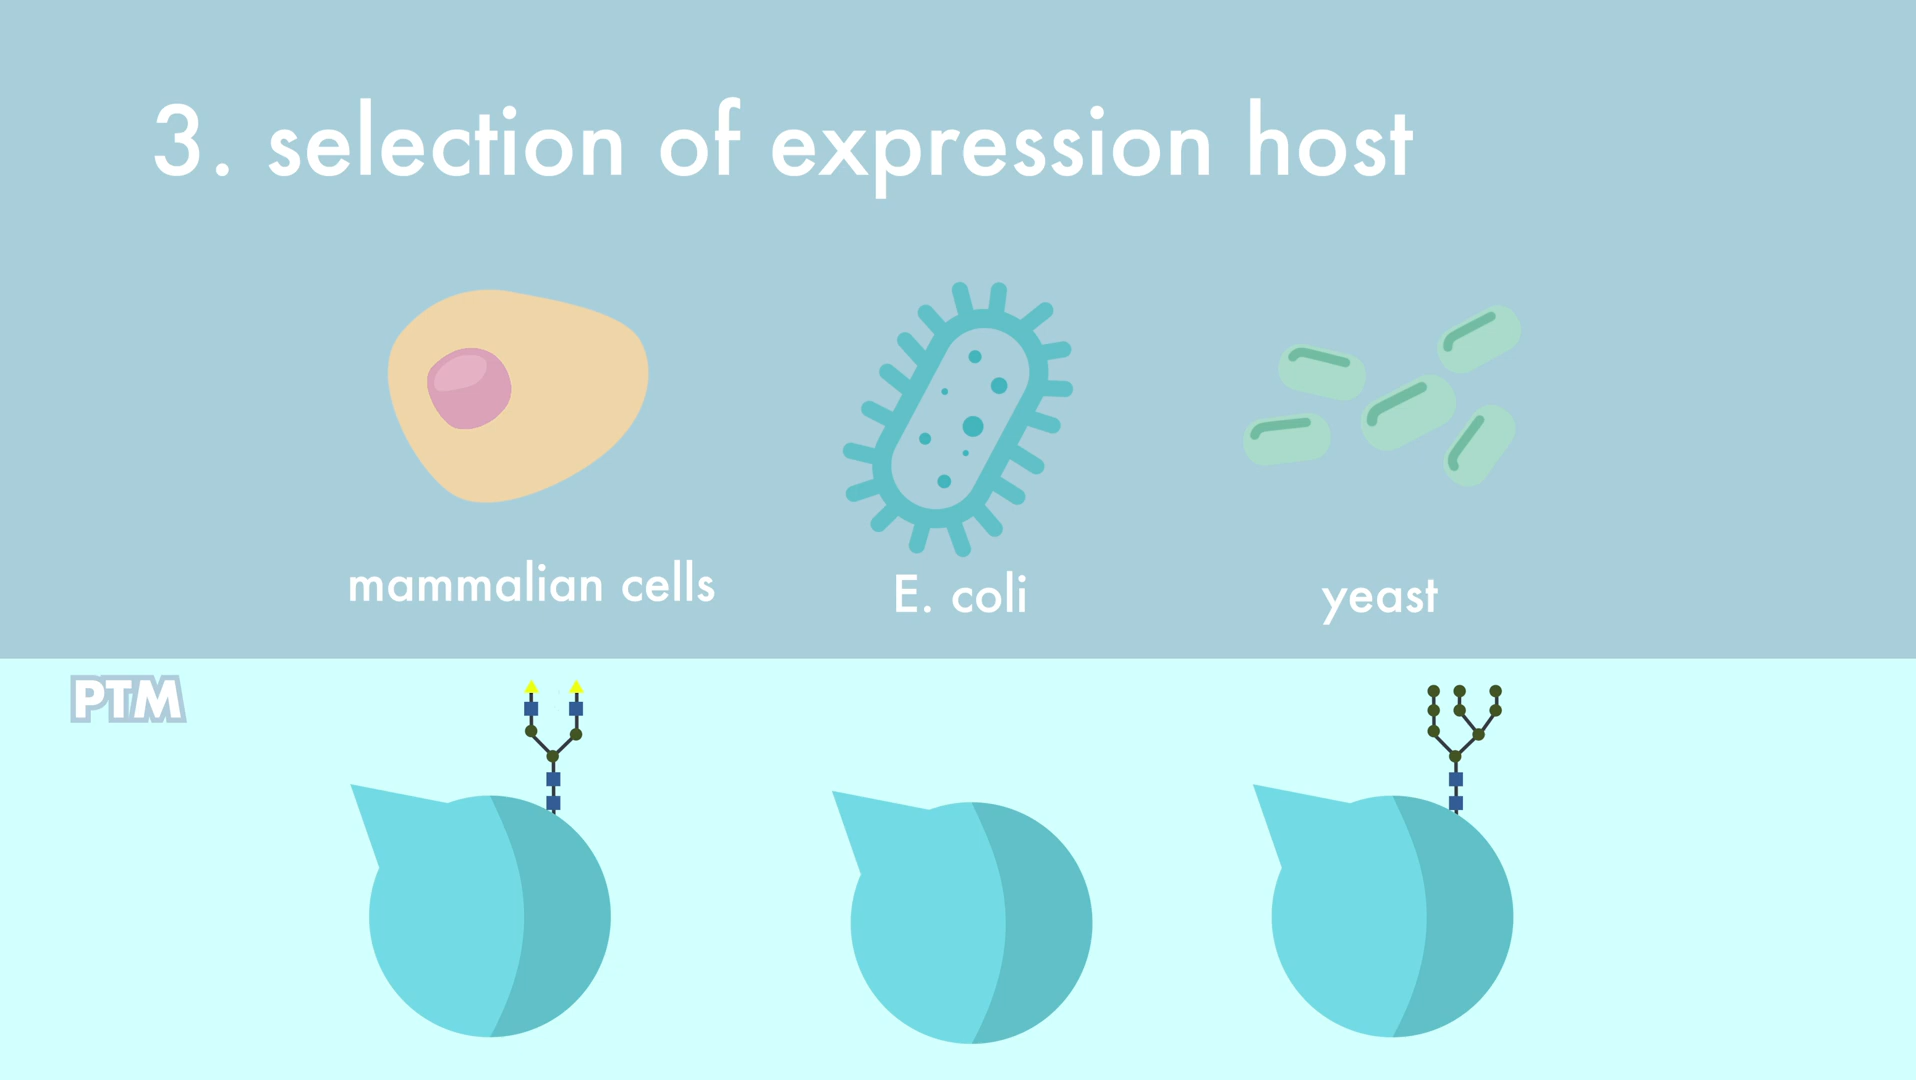 3. selection of expression host
mammalian cells
E. coli
yeast
PTM